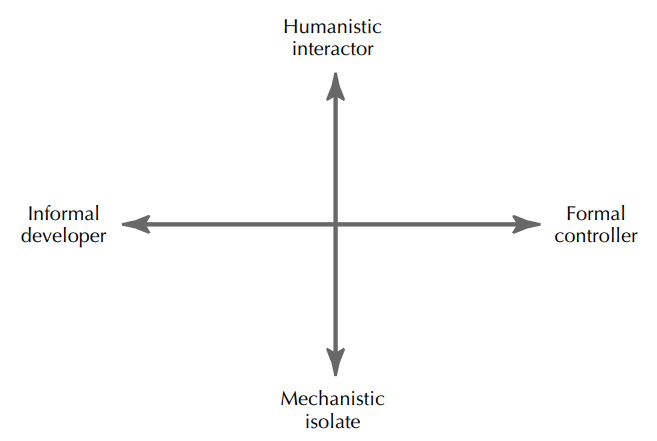 Humanistic
interactor
Informal
developer
Formal
controller
Mechanistic
isolate